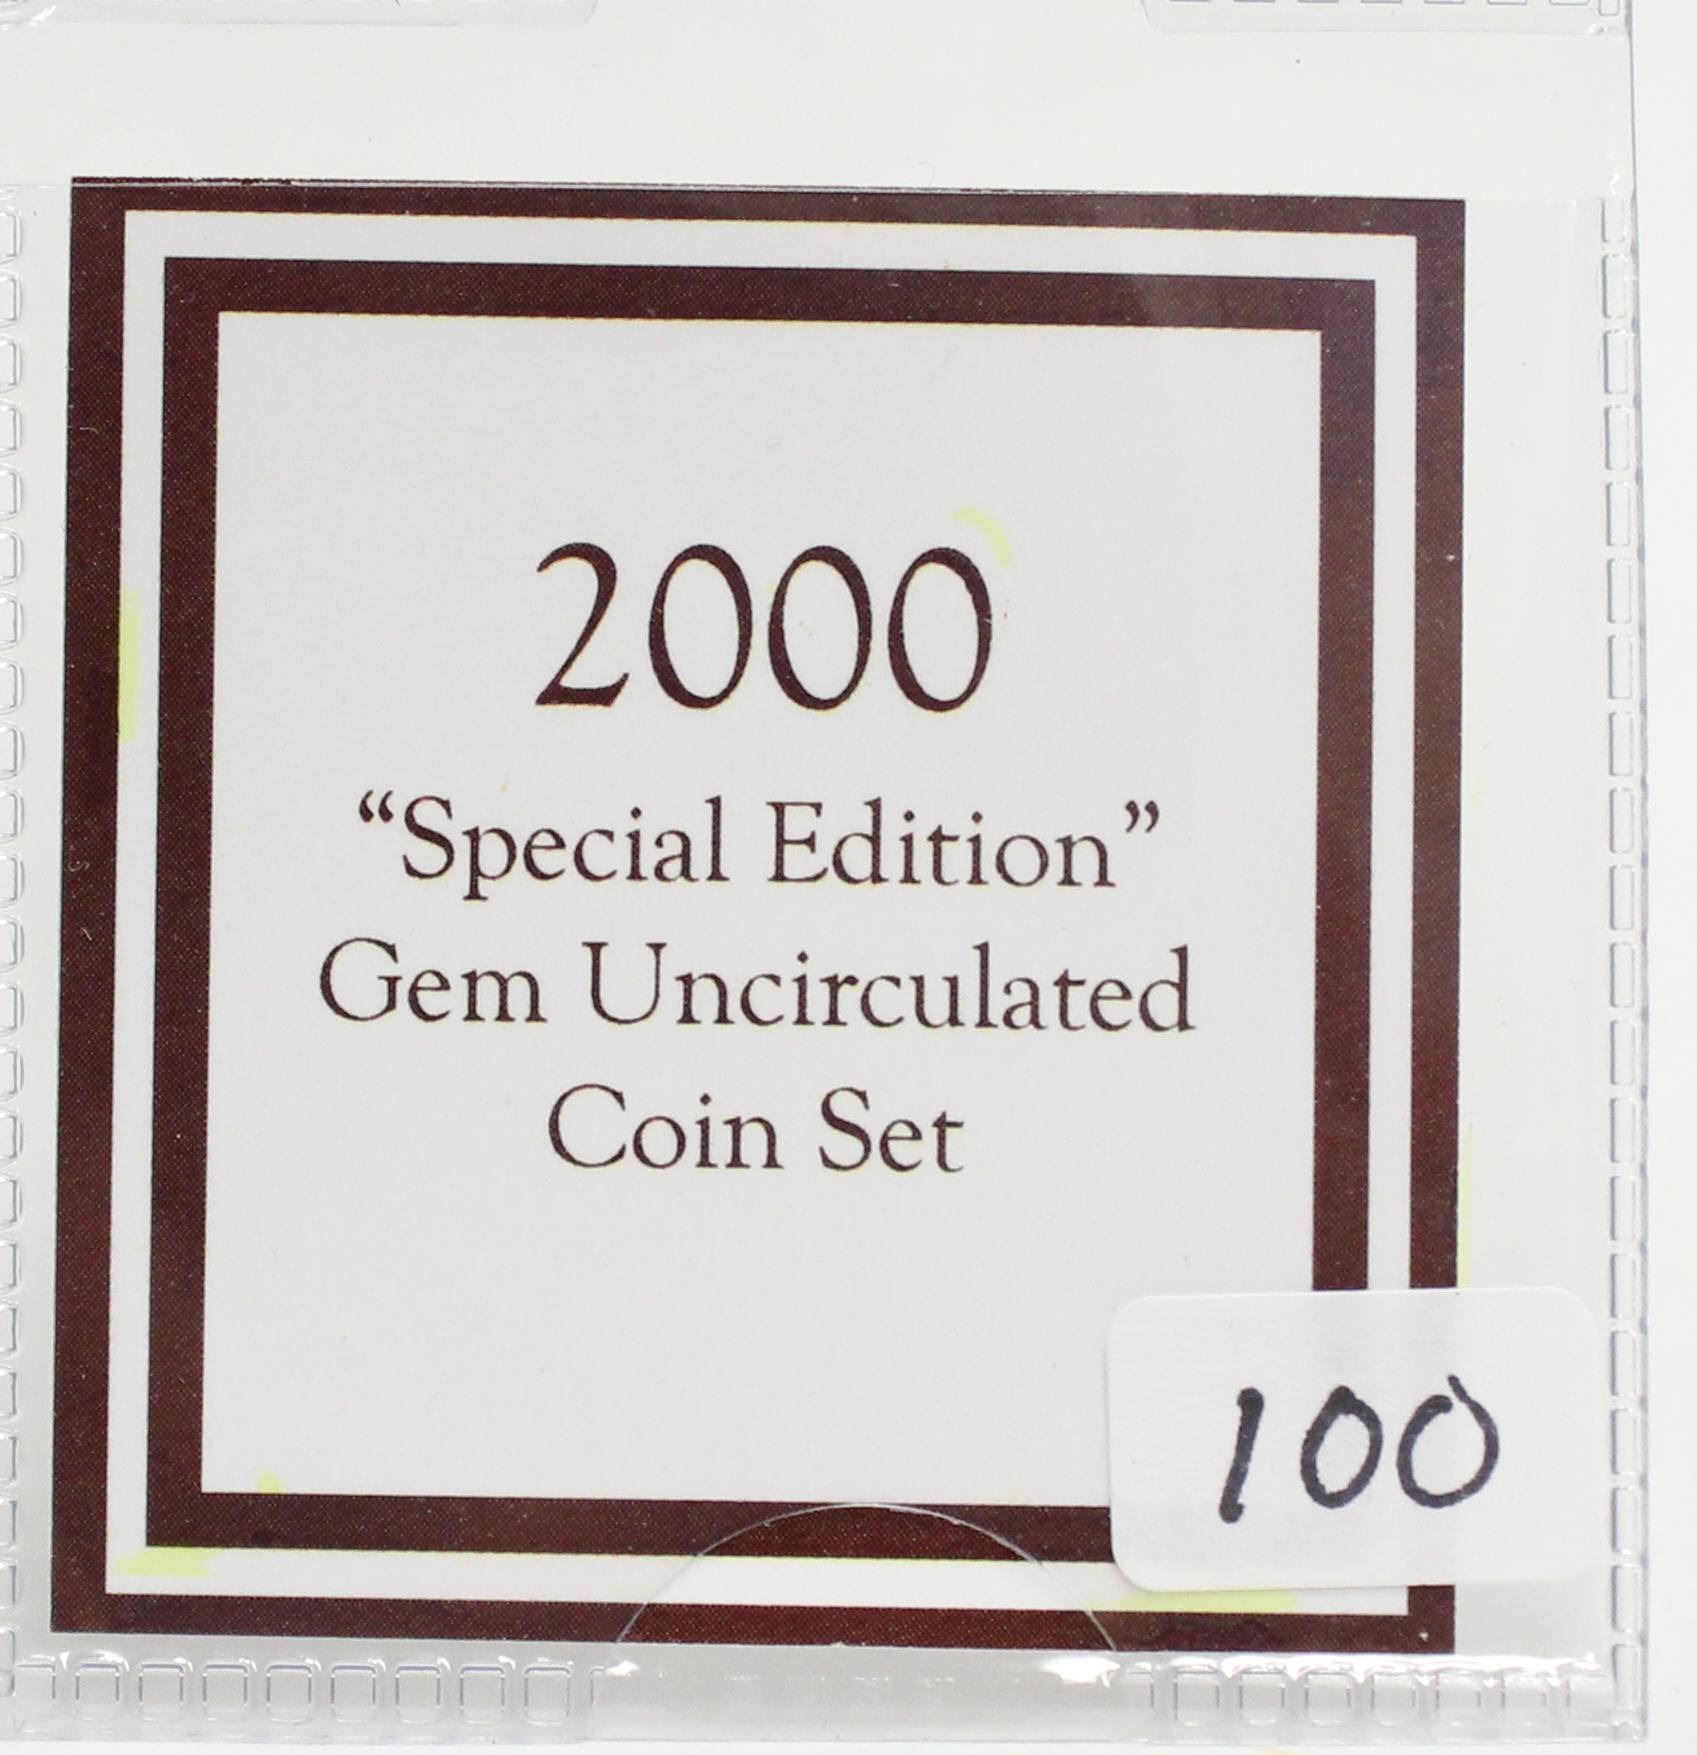 2000
“Special Edition”
Gem Uncirculated
Coin Set
100